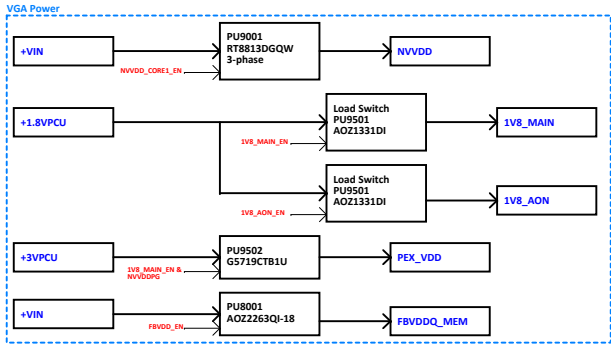 VGA Power
+VIN
NVVDD_CORE1_EN
PU9001
RT8813DGQW
3-phase
NVVDD
+1.8VPCU
1V8_MAIN_EN
Load Switch
PU9501
AOZ1331DI
1V8_MAIN
1V8_AON_EN
Load Switch
PU9501
AOZ1331DI
1V8_AON
+3VPCU
1V8_MAIN_EN &
NVVDDPG
PU9502
G5719CTB1U
PEX_VDD
+VIN
FBVDD_EN
PU8001
AOZ2263QI-18
FBVDDQ_MEM